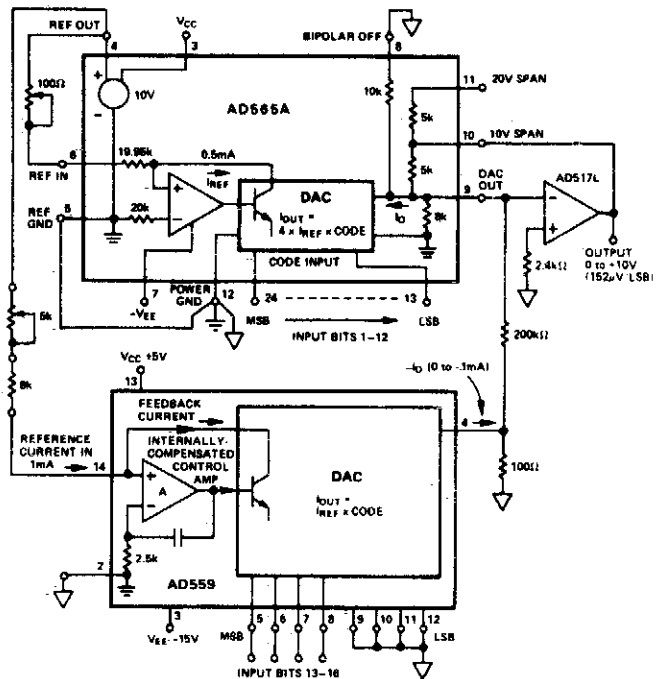 REF OUT
VCC
BIPOLAR OFF
4
3
8
100Ω
+
10V
-
AD565A
10k
11
20V SPAN
5k
10
10V SPAN
6
19.95k
0.5mA
5k
REF IN
IREF
DAC
9
DAC OUT
AD517L
REF GND
5
20k
+
-
IOUT =
4 × IREF × CODE
IO
8k
-
+
CODE INPUT
2.4kΩ
OUTPUT
0 to +10V
(152µV/LSB)
7
-VEE
POWER GND
12
24
MSB
13
LSB
INPUT BITS 1-12
5k
8k
200kΩ
VCC +5V
13
-IO (0 to -.1mA)
4
FEEDBACK CURRENT
INTERNALLY-
COMPENSATED
CONTROL
AMP
REFERENCE
CURRENT IN
1mA
14
+
A
-
DAC
IOUT =
IREF × CODE
100Ω
2.5k
2
AD559
3
VEE -15V
MSB
5
6
7
8
9
10
11
12
LSB
INPUT BITS 13-16